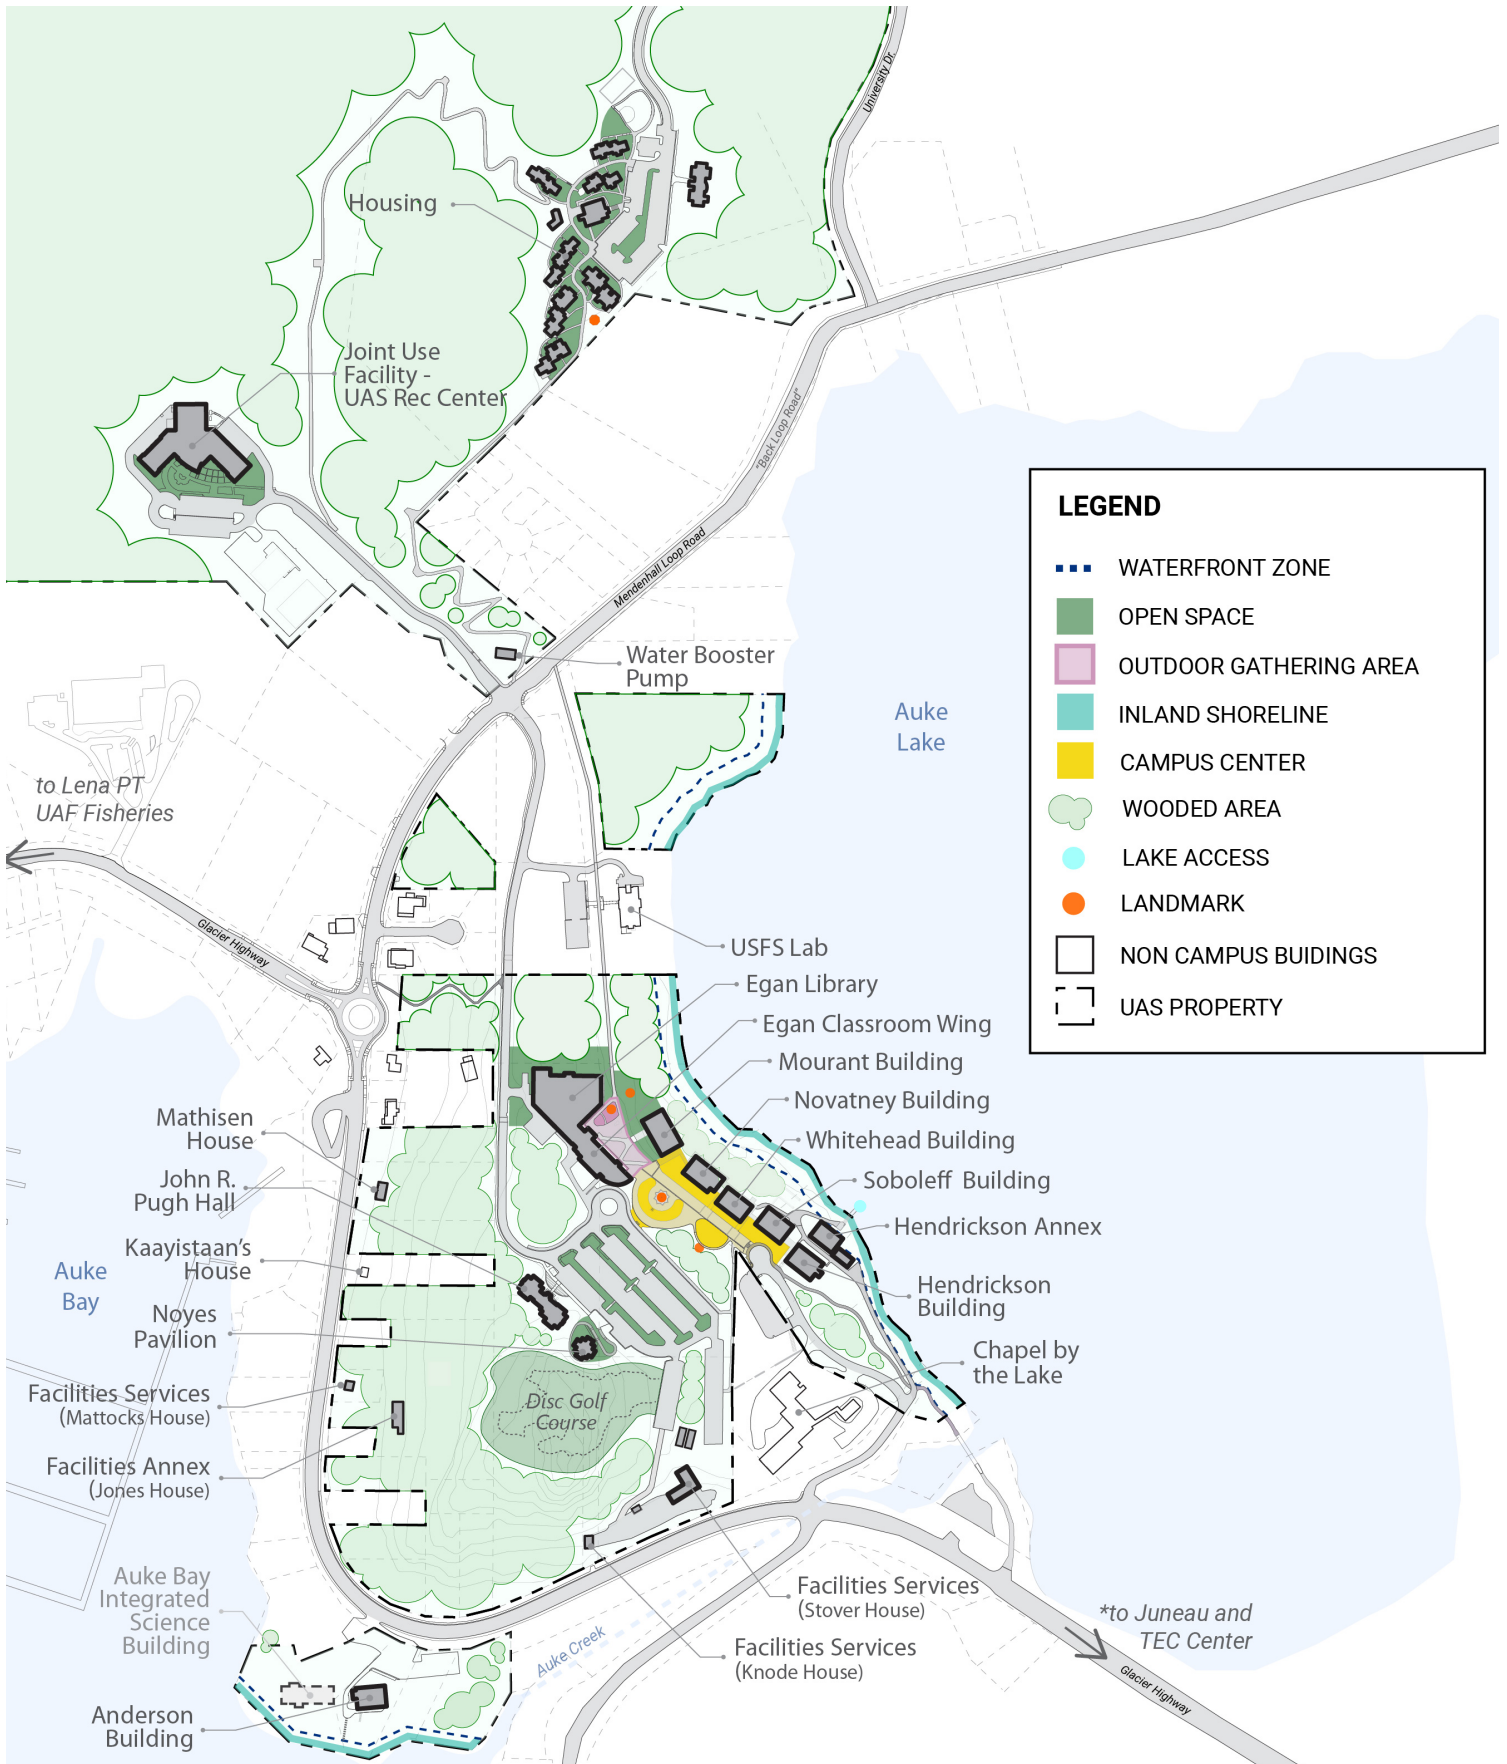 University Dr.
Housing
Joint Use
Facility -
UAS Rec Center
"Back Loop Road"
Mendenhall Loop Road
LEGEND
WATERFRONT ZONE
OPEN SPACE
OUTDOOR GATHERING AREA
INLAND SHORELINE
CAMPUS CENTER
WOODED AREA
LAKE ACCESS
LANDMARK
NON CAMPUS BUIDINGS
UAS PROPERTY
Water Booster
Pump
Auke
Lake
to Lena PT
UAF Fisheries
Glacier Highway
USFS Lab
Egan Library
Egan Classroom Wing
Mourant Building
Novatney Building
Whitehead Building
Soboleff Building
Hendrickson Annex
Hendrickson
Building
Chapel by
the Lake
Mathisen
House
John R.
Pugh Hall
Kaayistaan's
House
Auke
Bay
Noyes
Pavilion
Facilities Services
(Mattocks House)
Disc Golf
Course
Facilities Annex
(Jones House)
Auke Bay
Integrated
Science
Building
Anderson
Building
Auke Creek
Facilities Services
(Stover House)
Facilities Services
(Knode House)
*to Juneau and
TEC Center
Glacier Highway